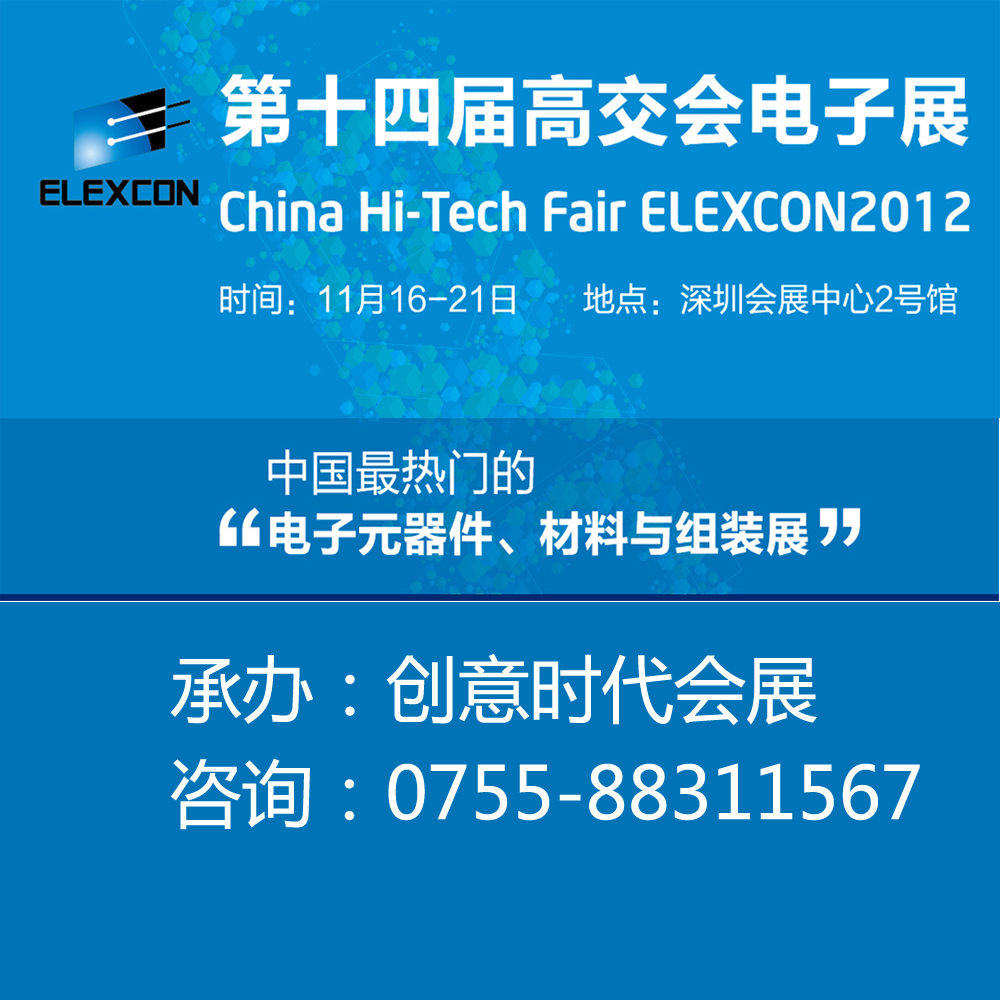 第十四届高交会电子展
ELEXCON
China Hi-Tech Fair ELEXCON2012
时间：11月16-21日 地点：深圳会展中心2号馆
中国最热门的
“电子元器件、材料与组装展”
承办：创意时代会展
咨询：0755-88311567